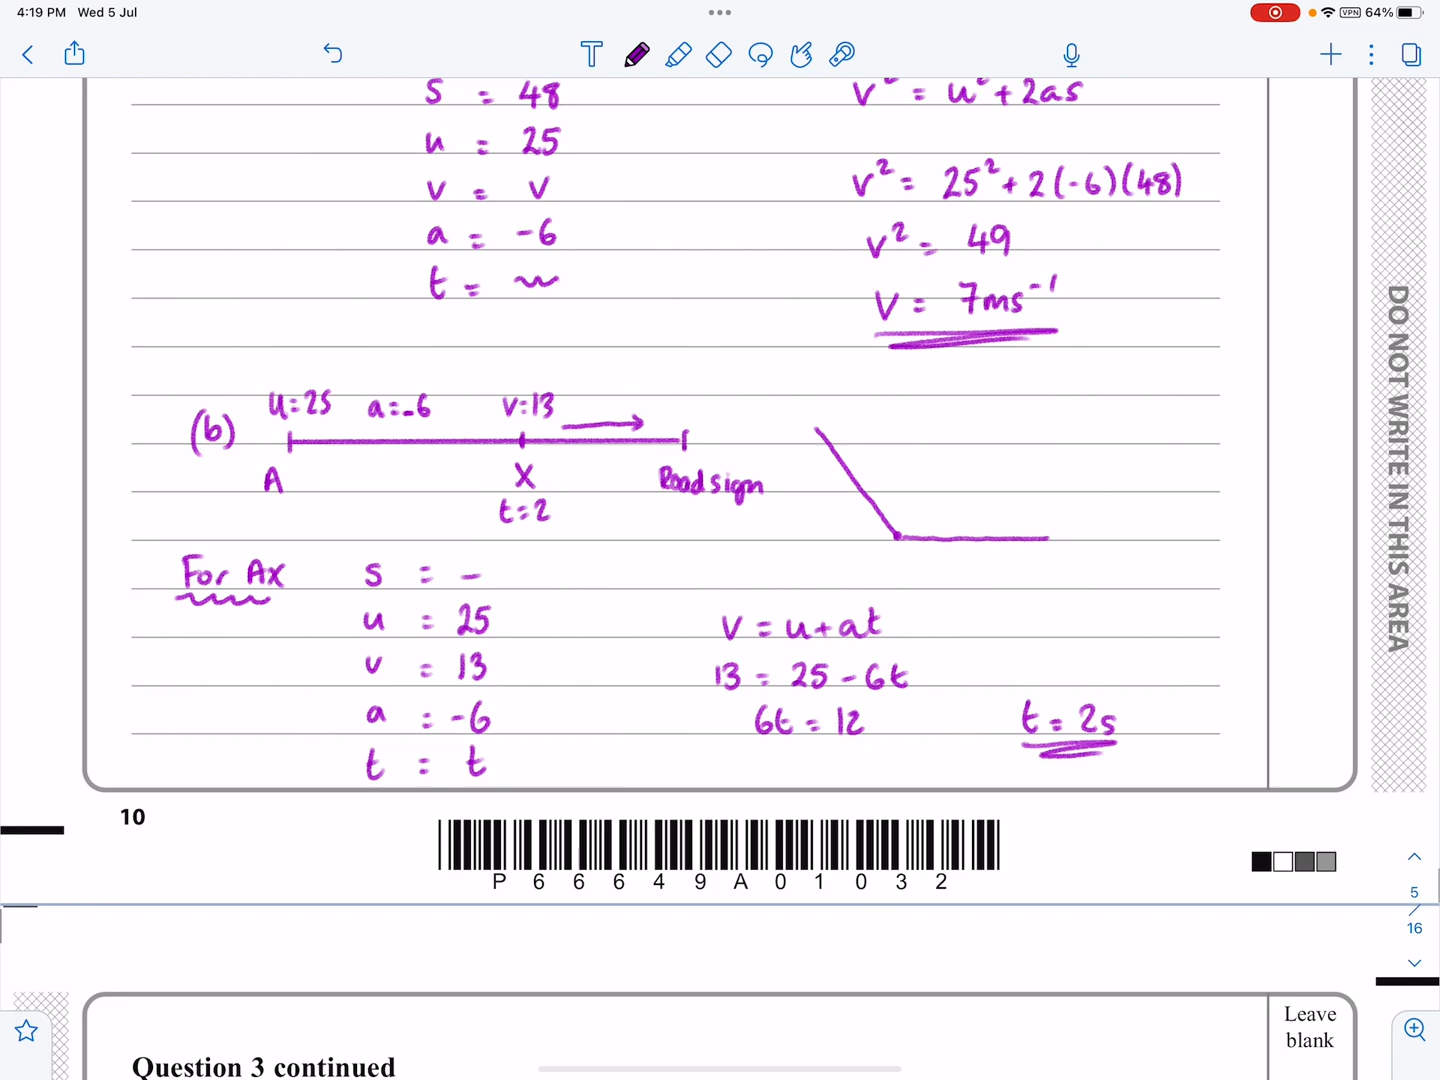 4:19 PM Wed 5 Jul
VPN 64%
T
s = 48
u = 25
v = v
a = -6
t = ~
v² = u² + 2as
v² = 25² + 2(-6)(48)
v² = 49
v = 7ms⁻¹
(b) u=25 a=-6 v=13
A X Road sign
t=2
For AX
s = -
u = 25
v = 13
a = -6
t = t
v = u+at
13 = 25 - 6t
6t = 12
t = 2s
DO NOT WRITE IN THIS AREA
10
P 6 6 6 4 9 A 0 1 0 3 2
5
/
16
Leave
blank
Question 3 continued